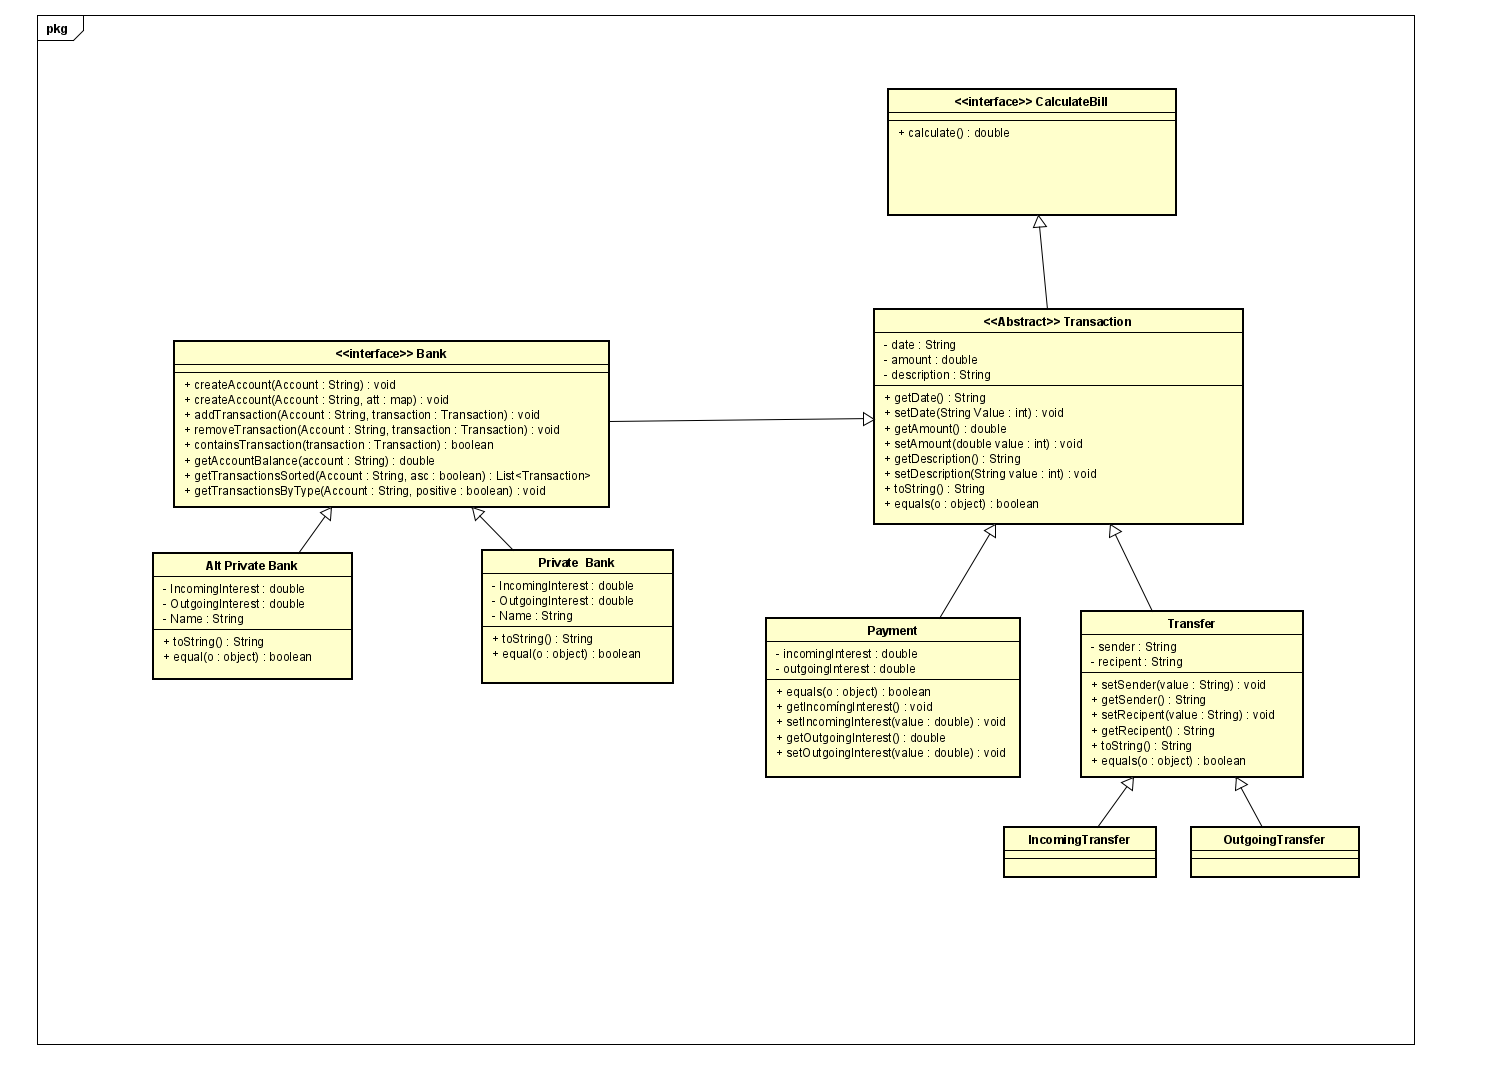 pkg
<<interface>> CalculateBill
+ calculate() : double
<<Abstract>> Transaction
- date : String
- amount : double
- description : String
+ getDate() : String
+ setDate(String Value : int) : void
+ getAmount() : double
+ setAmount(double value : int) : void
+ getDescription() : String
+ setDescription(String value : int) : void
+ toString() : String
+ equals(o : object) : boolean
<<interface>> Bank
+ createAccount(Account : String) : void
+ createAccount(Account : String, att : map) : void
+ addTransaction(Account : String, transaction : Transaction) : void
+ removeTransaction(Account : String, transaction : Transaction) : void
+ containsTransaction(transaction : Transaction) : boolean
+ getAccountBalance(account : String) : double
+ getTransactionsSorted(Account : String, asc : boolean) : List<Transaction>
+ getTransactionsByType(Account : String, positive : boolean) : void
Alt Private Bank
- IncomingInterest : double
- OutgoingInterest : double
- Name : String
+ toString() : String
+ equal(o : object) : boolean
Private Bank
- IncomingInterest : double
- OutgoingInterest : double
- Name : String
+ toString() : String
+ equal(o : object) : boolean
Payment
- incomingInterest : double
- outgoingInterest : double
+ equals(o : object) : boolean
+ getIncomíngInterest() : void
+ setIncomingInterest(value : double) : void
+ getOutgoingInterest() : double
+ setOutgoingInterest(value : double) : void
Transfer
- sender : String
- recipent : String
+ setSender(value : String) : void
+ getSender() : String
+ setRecipent(value : String) : void
+ getRecipent() : String
+ toString() : String
+ equals(o : object) : boolean
IncomingTransfer
OutgoingTransfer